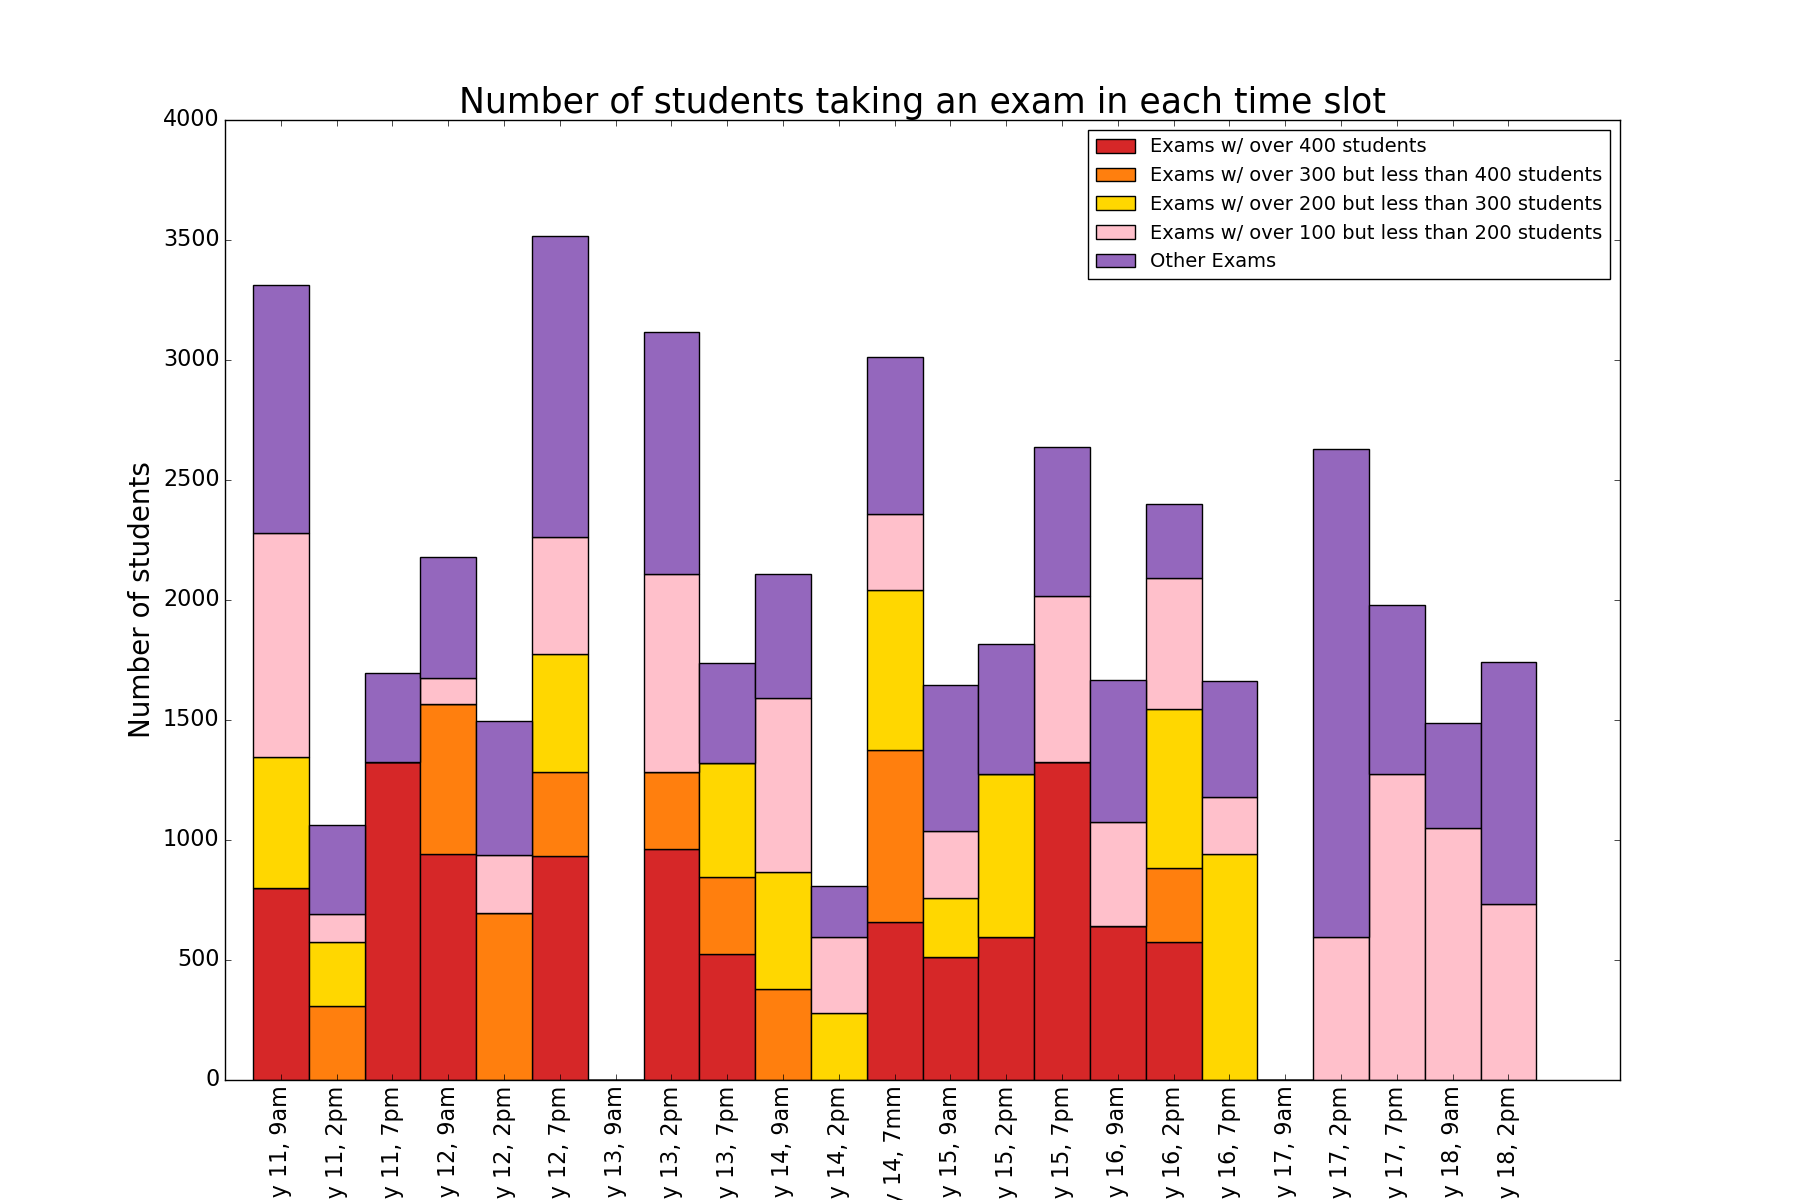 Number of students taking an exam in each time slot
4000
3500
3000
2500
2000
1500
1000
500
0
Number of students
Exams w/ over 400 students
Exams w/ over 300 but less than 400 students
Exams w/ over 200 but less than 300 students
Exams w/ over 100 but less than 200 students
Other Exams
y 11, 9am
y 11, 2pm
y 11, 7pm
y 12, 9am
y 12, 2pm
y 12, 7pm
y 13, 9am
y 13, 2pm
y 13, 7pm
y 14, 9am
y 14, 2pm
y 14, 7mm
y 15, 9am
y 15, 2pm
y 15, 7pm
y 16, 9am
y 16, 2pm
y 16, 7pm
y 17, 9am
y 17, 2pm
y 17, 7pm
y 18, 9am
y 18, 2pm